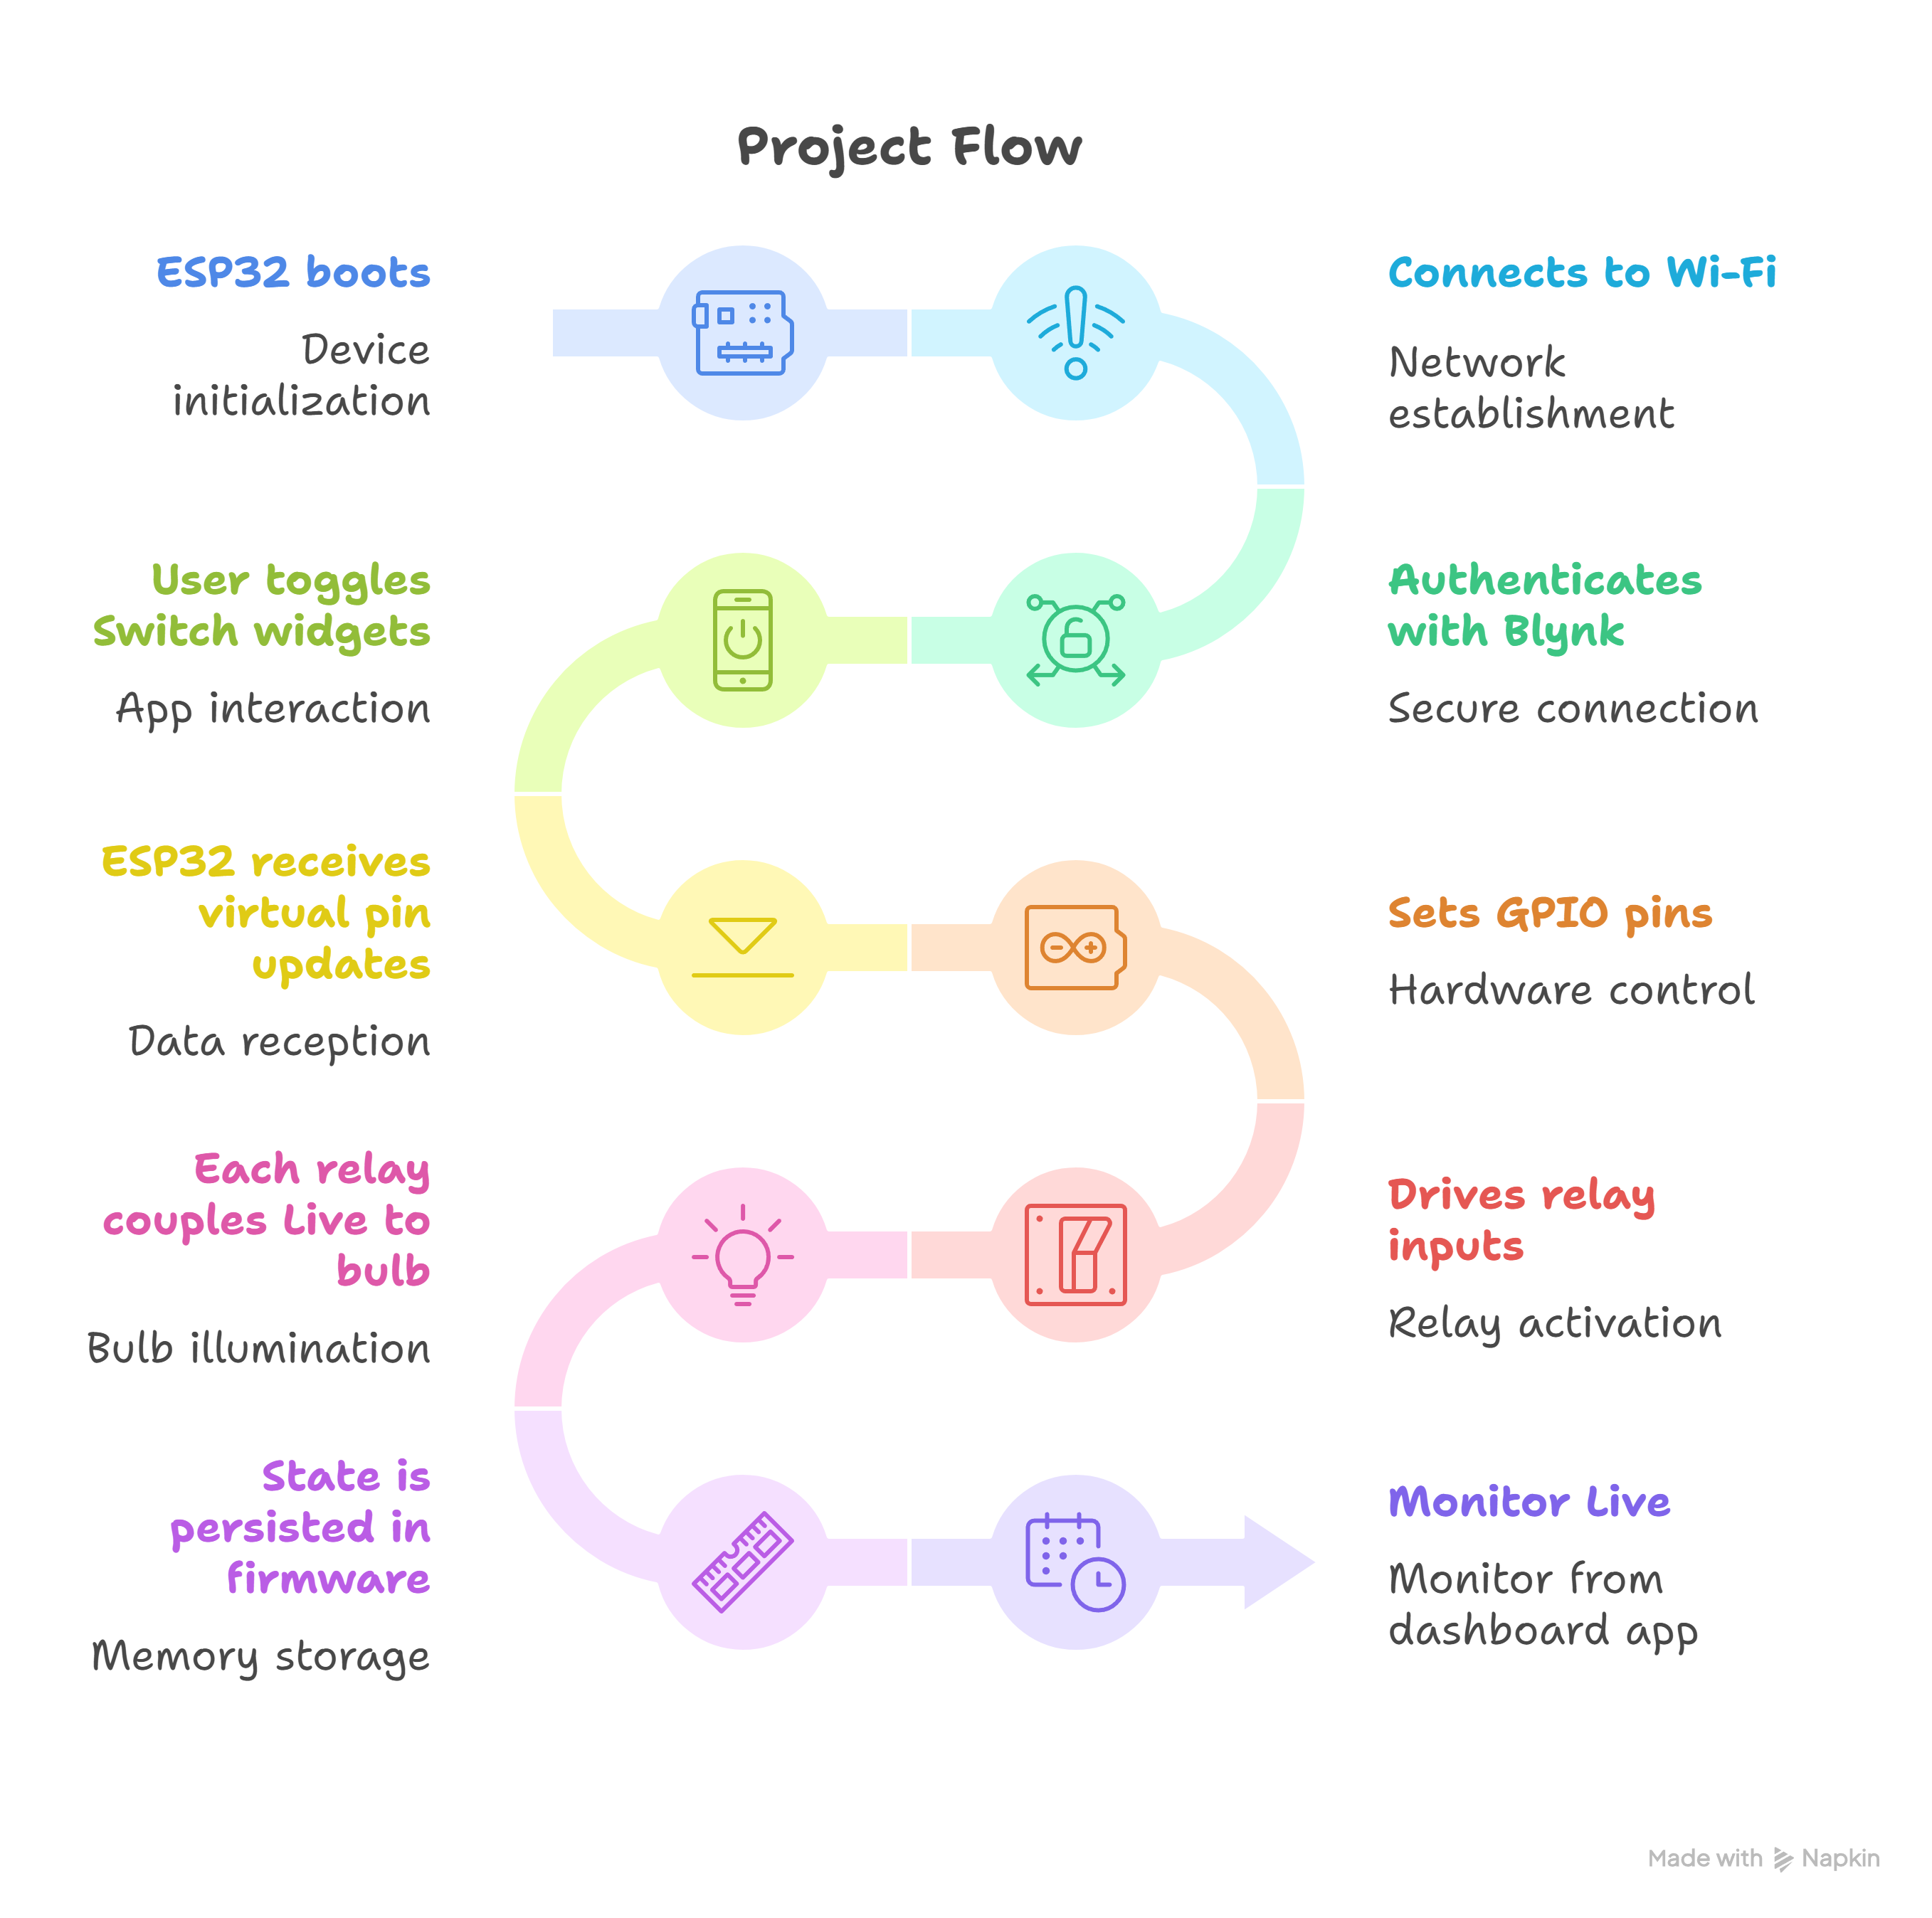 Project Flow
ESP32 boots
Device
initialization
Connects to Wi-Fi
Network
establishment
Authenticates
with Blynk
Secure connection
User toggles
Switch widgets
App interaction
ESP32 receives
virtual pin
updates
Data reception
Sets GPIO pins
Hardware control
Drives relay
inputs
Relay activation
Each relay
couples Live to
bulb
Bulb illumination
State is
persisted in
firmware
Memory storage
Monitor Live
Monitor from
dashboard app
Made with Napkin